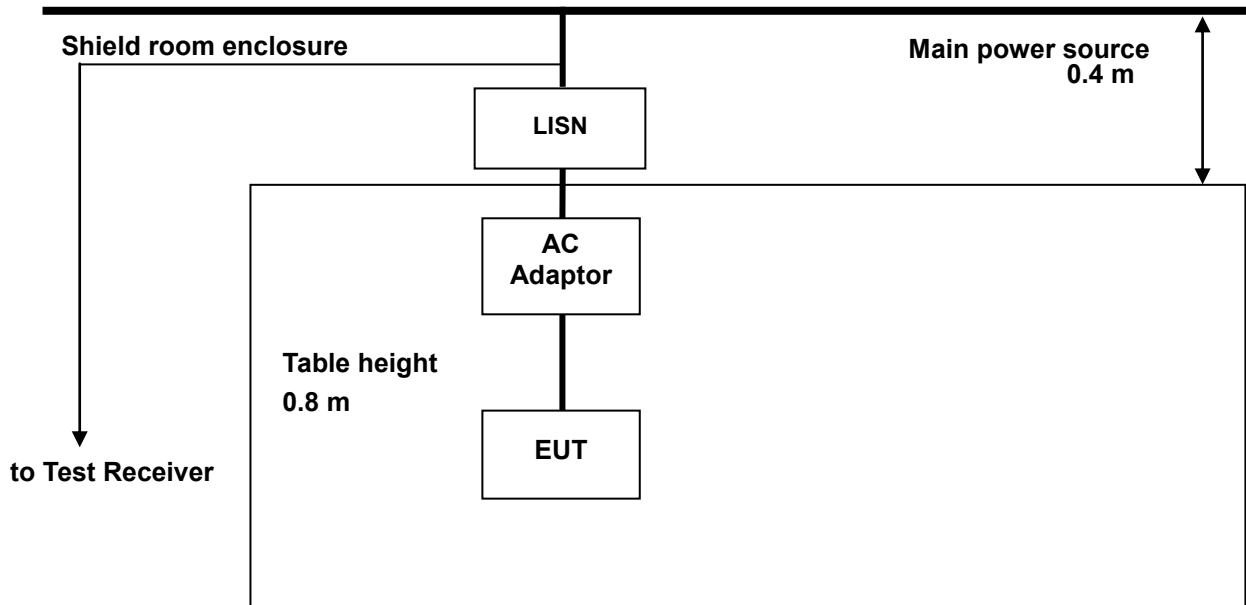 Shield room enclosure
Main power source
0.4 m
LISN
AC
Adaptor
Table height
0.8 m
EUT
to Test Receiver